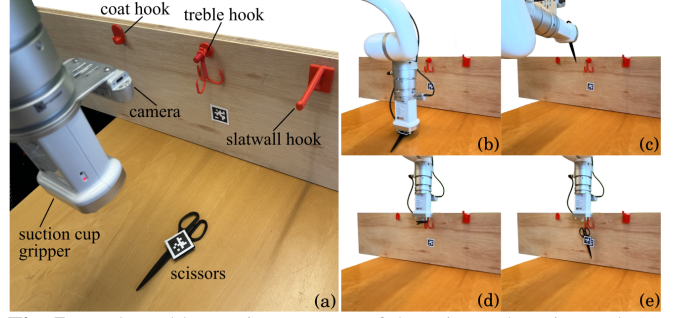 coat hook
treble hook
camera
slatwall hook
suction cup
gripper
scissors
(a)
(b)
(c)
(d)
(e)